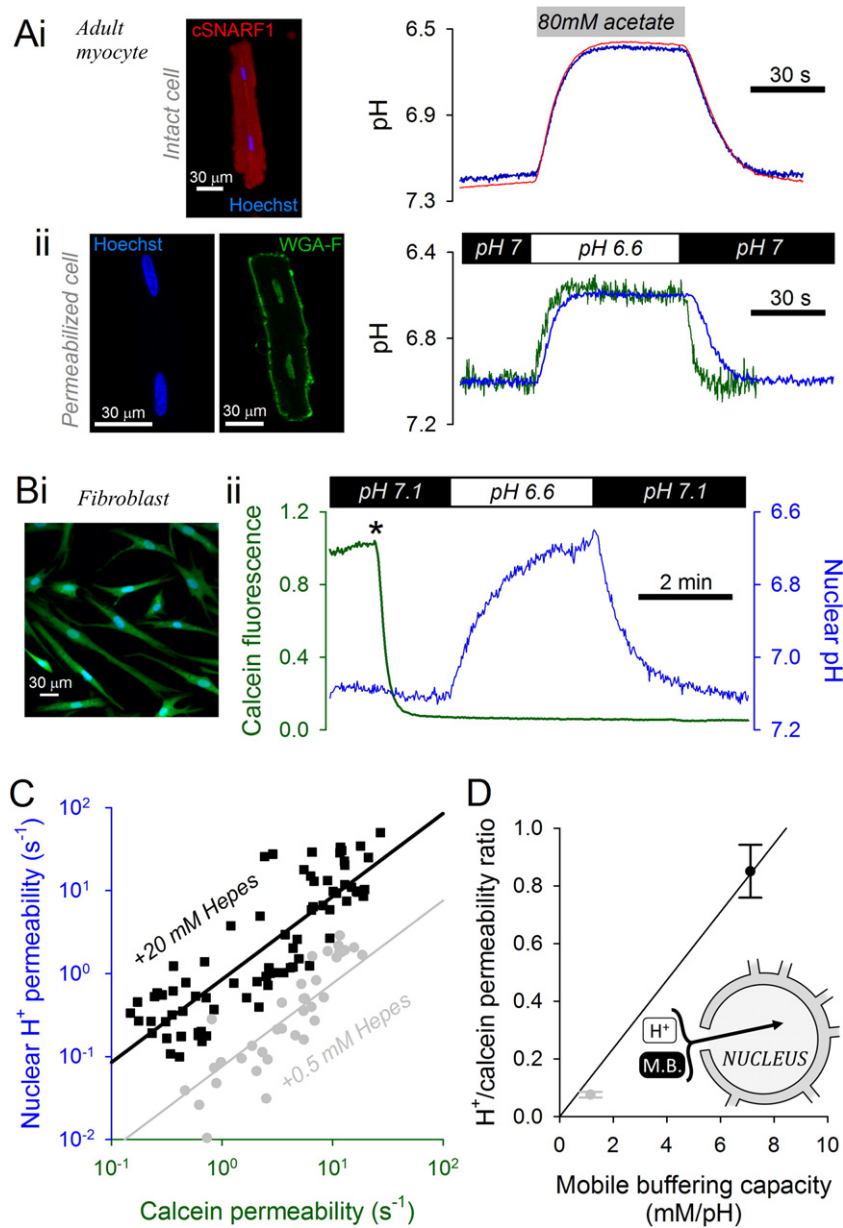 Ai
Adult
myocyte
Intact cell
cSNARF1
30 μm
Hoechst
80mM acetate
6.5
6.9
7.3
pH
30 s
ii
Permeabilized cell
Hoechst
30 μm
WGA-F
30 μm
pH 7
pH 6.6
pH 7
6.4
6.8
7.2
pH
30 s
Bi
Fibroblast
30 μm
ii
pH 7.1
pH 6.6
pH 7.1
Calcein fluorescence
1.2
0.8
0.4
0.0
*
2 min
6.6
6.8
7.0
7.2
Nuclear pH
C
Nuclear H⁺ permeability (s⁻¹)
10²
10¹
10⁰
10⁻¹
10⁻²
+20 mM Hepes
+0.5 mM Hepes
10⁻¹
10⁰
10¹
10²
Calcein permeability (s⁻¹)
D
H⁺/calcein permeability ratio
1.0
0.8
0.6
0.4
0.2
0.0
H⁺
M.B.
NUCLEUS
0 2 4 6 8 10
Mobile buffering capacity
(mM/pH)